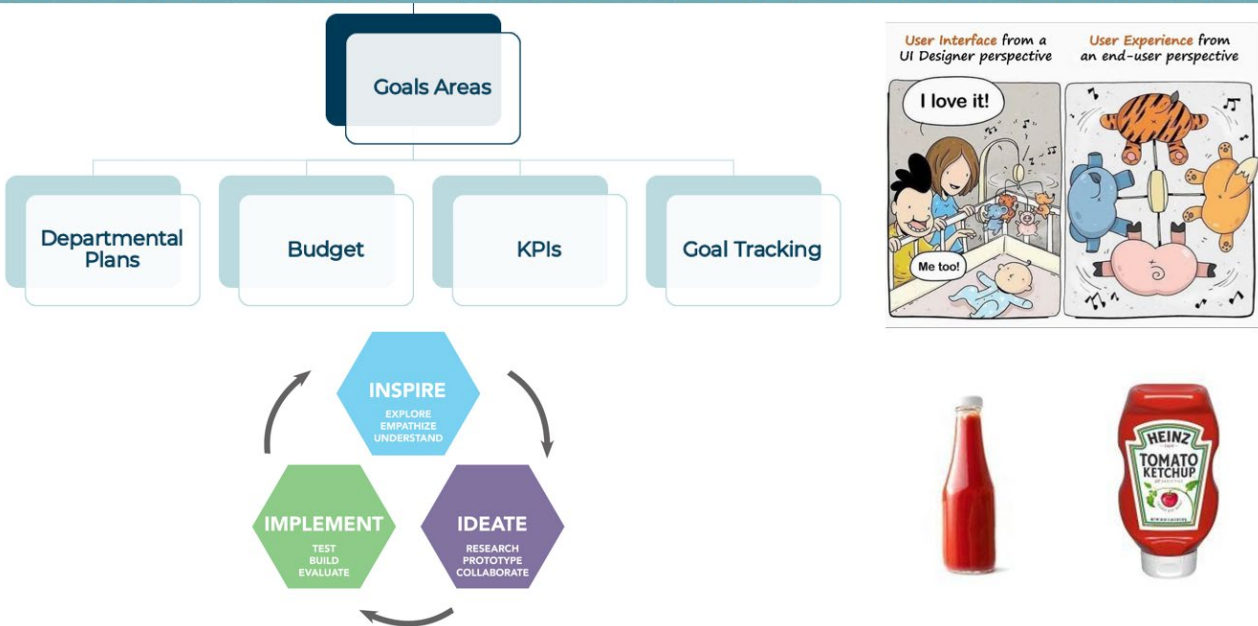 Goals Areas
Departmental
Plans
Budget
KPIs
Goal Tracking
INSPIRE
EXPLORE
EMPATHIZE
UNDERSTAND
IMPLEMENT
TEST
BUILD
EVALUATE
IDEATE
RESEARCH
PROTOTYPE
COLLABORATE
User Interface from a
UI Designer perspective
User Experience from
an end-user perspective
I love it!
Me too!
HEINZ
TOMATO
KETCHUP